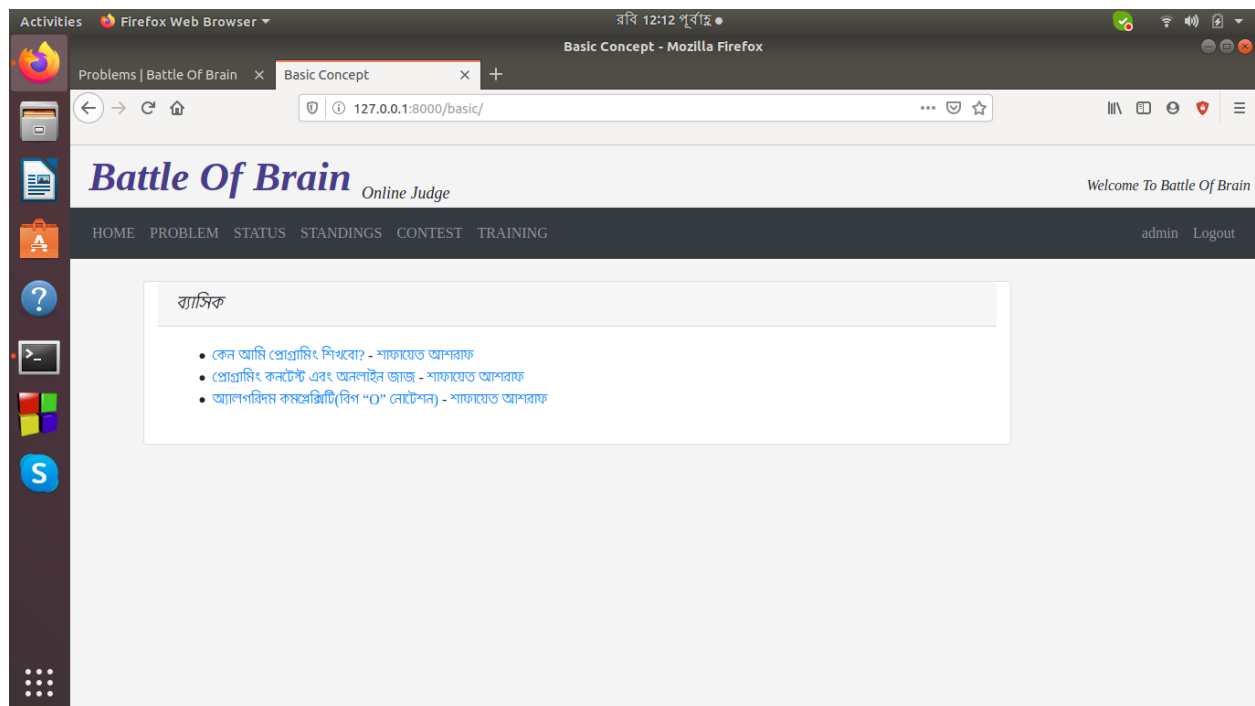 Activities Firefox Web Browser রবি 12:12 পূর্বাহ্ণ
Basic Concept - Mozilla Firefox
Problems | Battle Of Brain Basic Concept
127.0.0.1:8000/basic/
Battle Of Brain Online Judge Welcome To Battle Of Brain
HOME PROBLEM STATUS STANDINGS CONTEST TRAINING admin Logout
ব্যাসিক
কেন আমি প্রোগ্রামিং শিখবো? - শাফায়েত আশরাফ
প্রোগ্রামিং কনটেস্ট এবং অনলাইন জাজ - শাফায়েত আশরাফ
অ্যালগরিদম কমপ্লেক্সিটি(বিগ “O” নোটেশন) - শাফায়েত আশরাফ